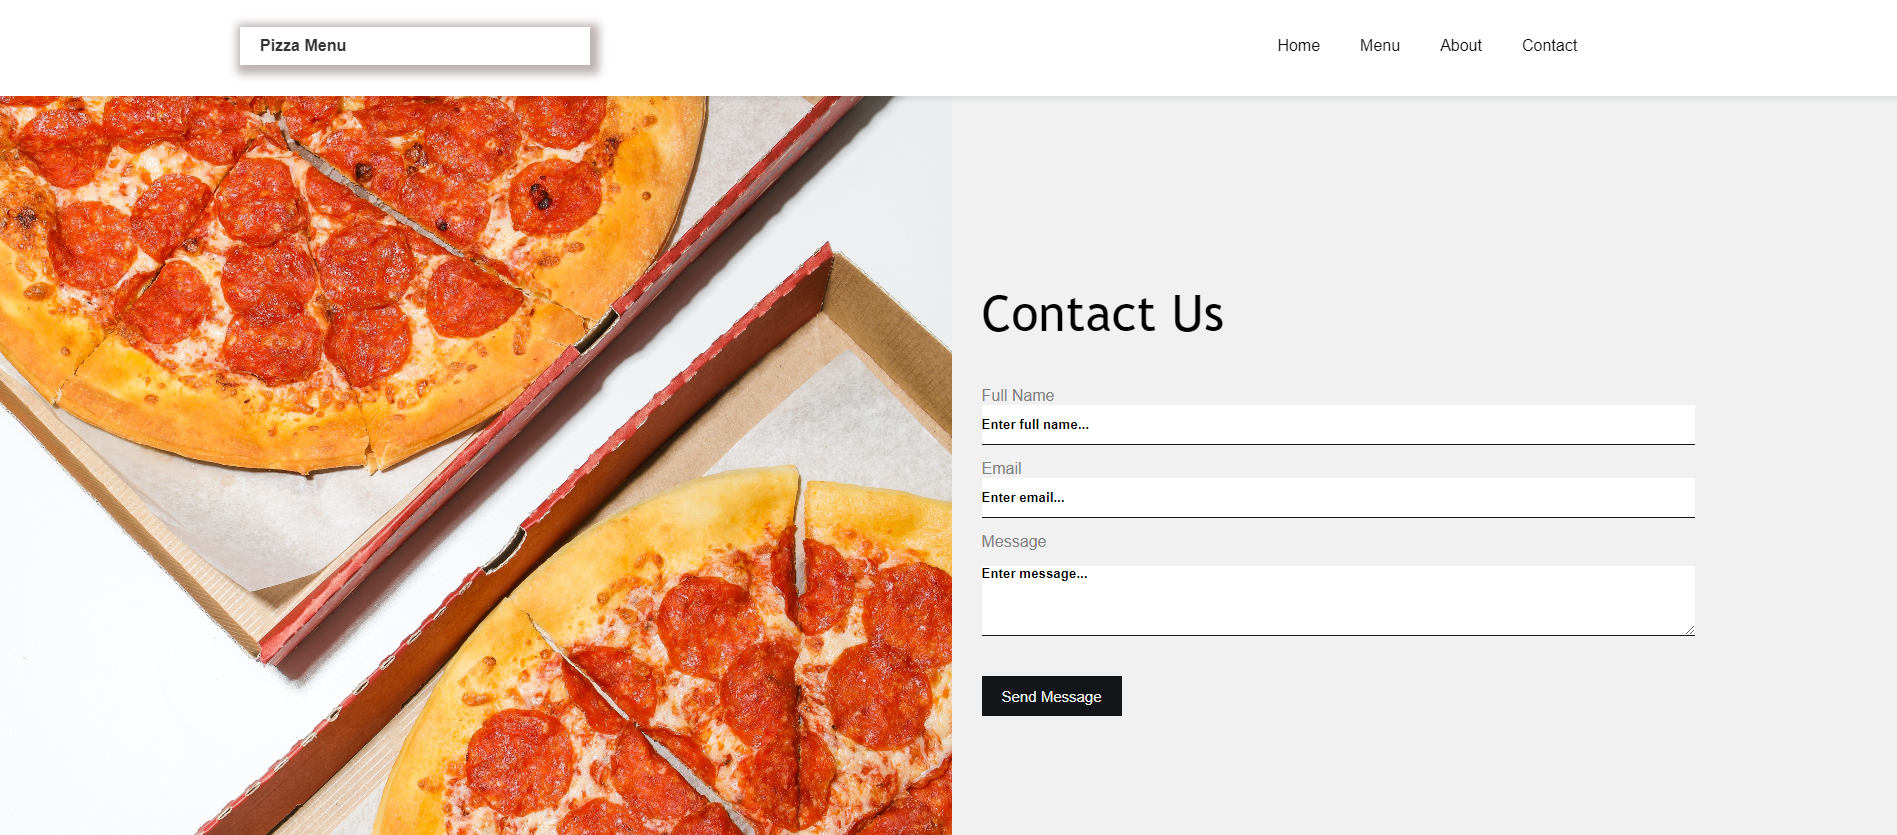 Pizza Menu
Home Menu About Contact
Contact Us
Full Name
Enter full name...
Email
Enter email...
Message
Enter message...
Send Message